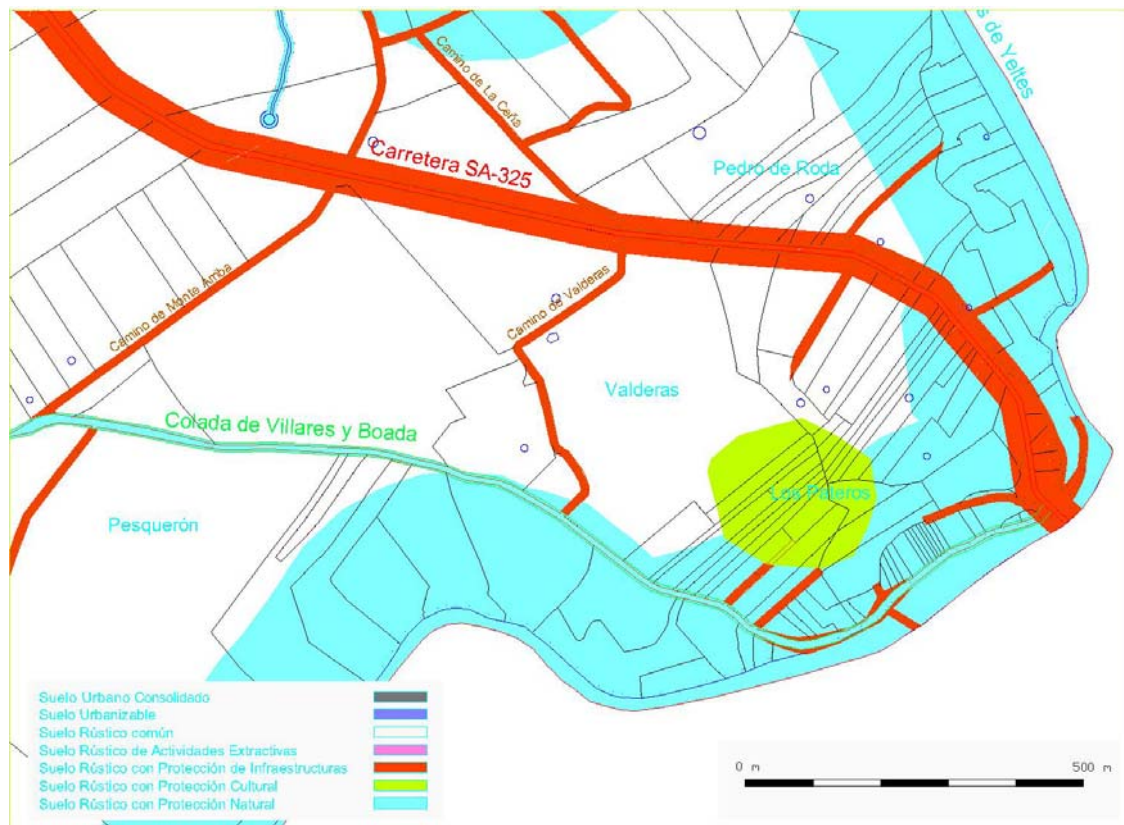 s de Yeltes
Camino de La Ceña
Carretera SA-325
Pedro de Roda
Camino de Monte Arriba
Camino de Valderas
Valderas
Colada de Villares y Boada
Los Pateros
Pesquerón
Suelo Urbano Consolidado
Suelo Urbanizable
Suelo Rústico común
Suelo Rústico de Actividades Extractivas
Suelo Rústico con Protección de Infraestructuras
Suelo Rústico con Protección Cultural
Suelo Rústico con Protección Natural
0 m 500 m